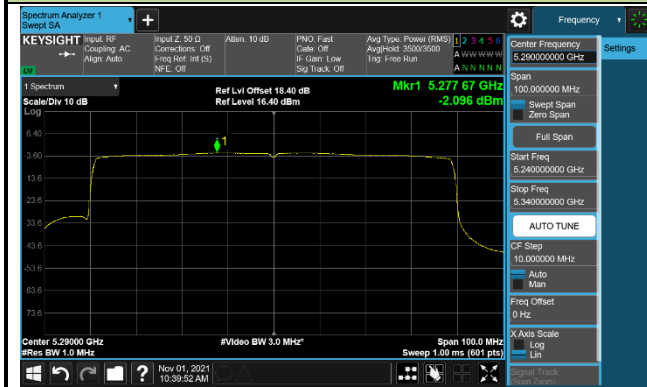 Spectrum Analyzer 1
Swept SA
+
Frequency
KEYSIGHT
Input: RF
Coupling: AC
Align: Auto
Input Z: 50 Ω
Corrections: Off
Freq Ref: Int (S)
NFE: Off
Atten: 10 dB
PNO: Fast
Gate: Off
IF Gain: Low
Sig Track: Off
Avg Type: Power (RMS)
Avg|Hold: 3500/3500
Trig: Free Run
1 2 3 4 5 6
A W W W W W
A N N N N N
1 Spectrum
Scale/Div 10 dB
Log
Ref Lvl Offset 18.40 dB
Ref Level 16.40 dBm
Mkr1 5.277 67 GHz
-2.096 dBm
6.40
-3.60
-13.6
-23.6
-33.6
-43.6
-53.6
-63.6
-73.6
1
Center 5.29000 GHz
#Res BW 1.0 MHz
#Video BW 3.0 MHz*
Span 100.0 MHz
Sweep 1.00 ms (601 pts)
?
Nov 01, 2021
10:39:52 AM
Center Frequency
5.290000000 GHz
Span
100.000000 MHz
Swept Span
Zero Span
Full Span
Start Freq
5.240000000 GHz
Stop Freq
5.340000000 GHz
AUTO TUNE
CF Step
10.000000 MHz
Auto
Man
Freq Offset
0 Hz
X Axis Scale
Log
Lin
Signal Track
(Span Zoom)
Settings